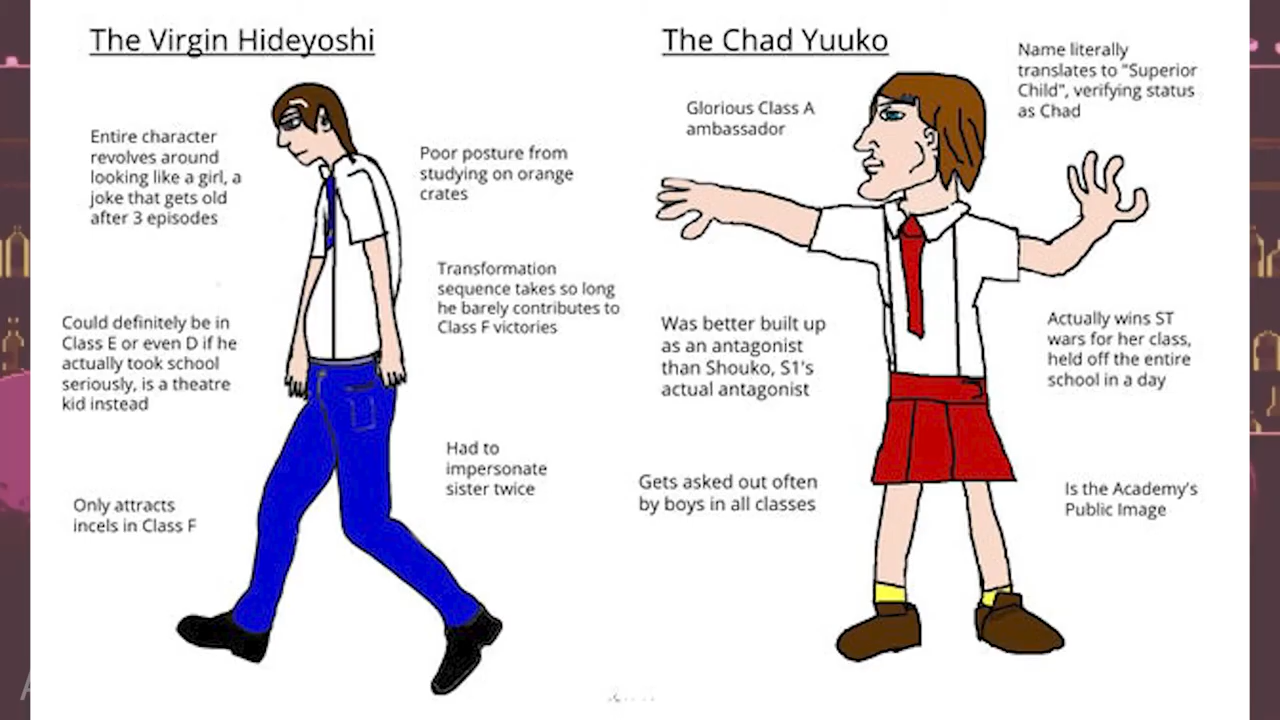 The Virgin Hideyoshi
Entire character
revolves around
looking like a girl, a
joke that gets old
after 3 episodes
Poor posture from
studying on orange
crates
Transformation
sequence takes so long
he barely contributes to
Class F victories
Could definitely be in
Class E or even D if he
actually took school
seriously, is a theatre
kid instead
Had to
impersonate
sister twice
Only attracts
incels in Class F
The Chad Yuuko
Name literally
translates to "Superior
Child", verifying status
as Chad
Glorious Class A
ambassador
Was better built up
as an antagonist
than Shouko, S1's
actual antagonist
Actually wins ST
wars for her class,
held off the entire
school in a day
Gets asked out often
by boys in all classes
Is the Academy's
Public Image